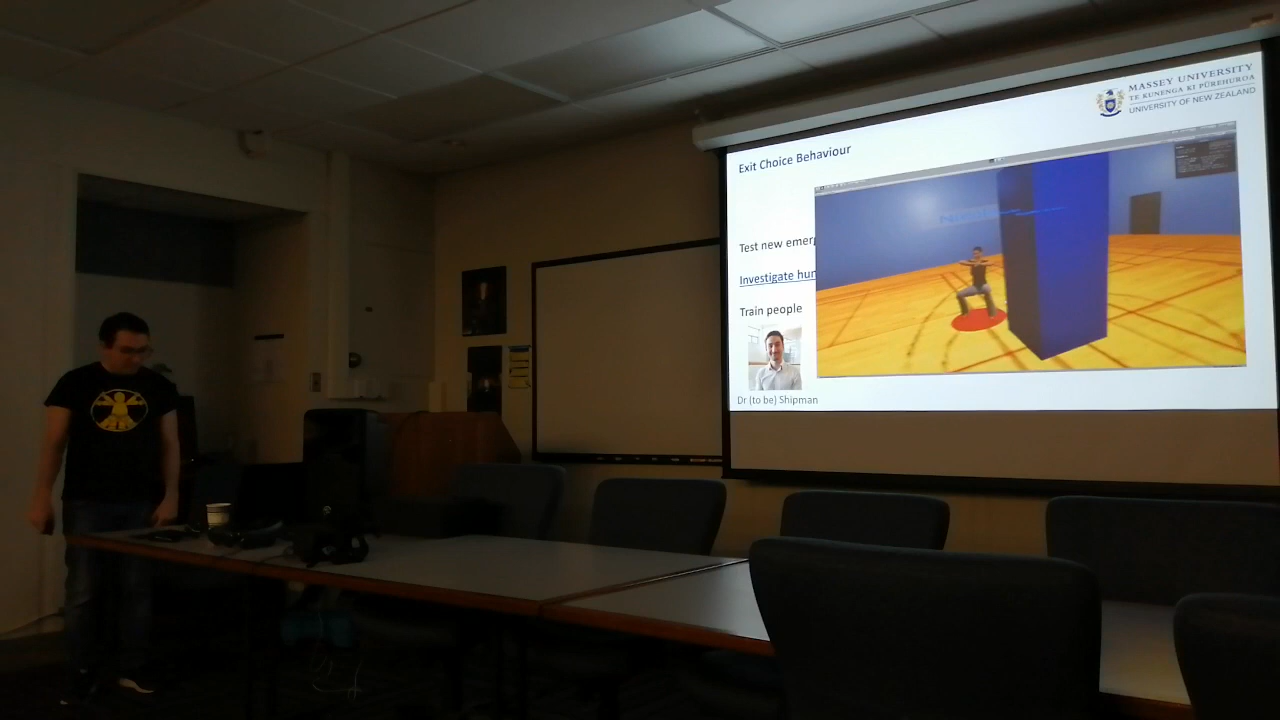 MASSEY UNIVERSITY
TE KUNENGA KI PŪREHUROA
UNIVERSITY OF NEW ZEALAND
Exit Choice Behaviour
Test new emer
Investigate hu
Train people
Dr (to be) Shipman